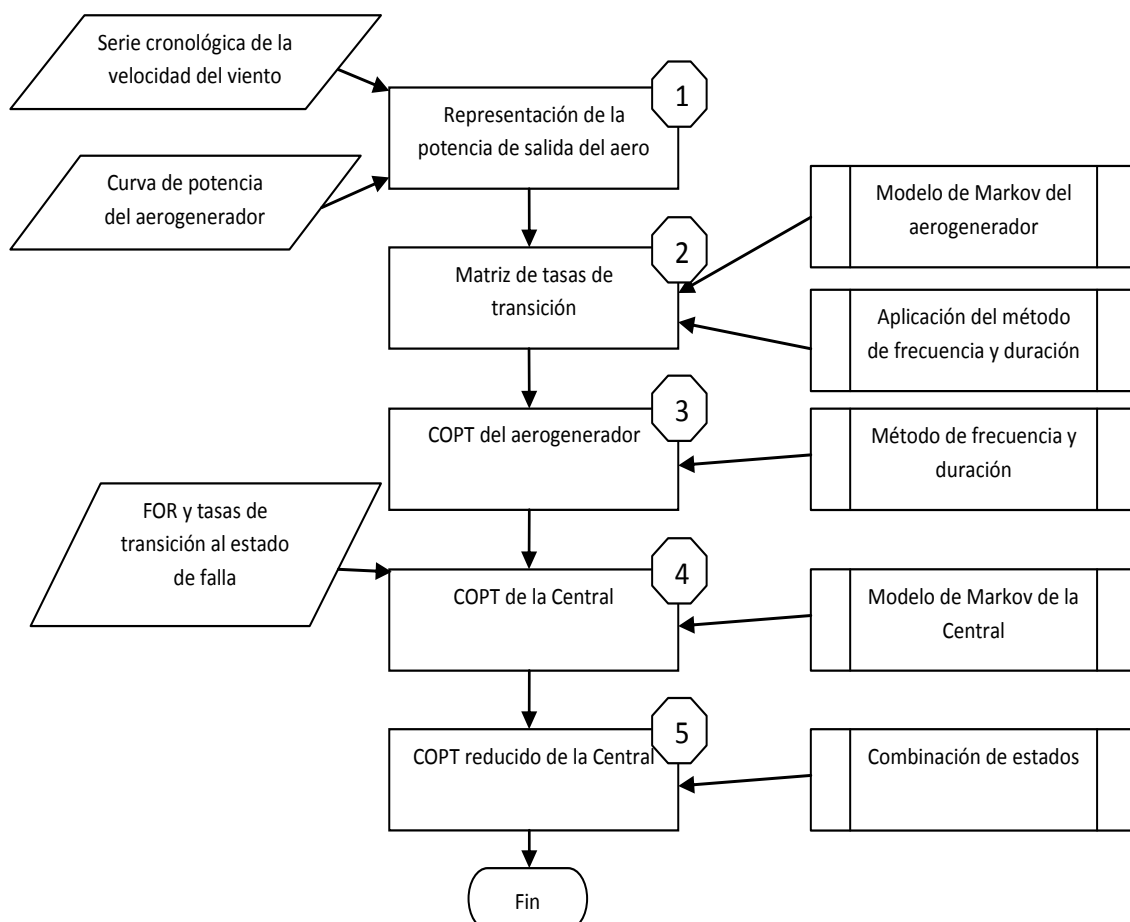 Serie cronológica de la
velocidad del viento
1
Representación de la
potencia de salida del aero
Curva de potencia
del aerogenerador
Modelo de Markov del
aerogenerador
2
Matriz de tasas de
transición
Aplicación del método
de frecuencia y duración
3
COPT del aerogenerador
Método de frecuencia y
duración
FOR y tasas de
transición al estado
de falla
4
COPT de la Central
Modelo de Markov de la
Central
5
COPT reducido de la Central
Combinación de estados
Fin